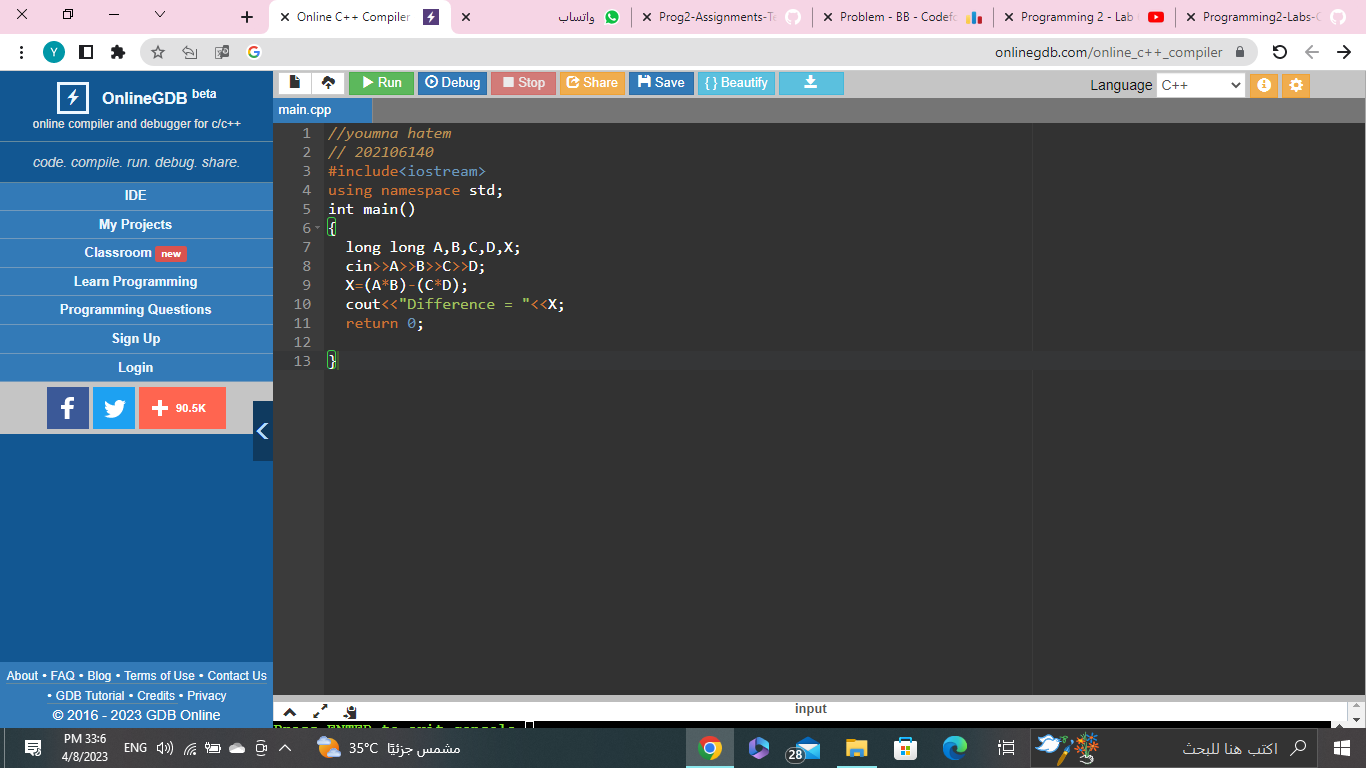 Online C++ Compiler
واتساب
Prog2-Assignments-Te
Problem - BB - Codefo
Programming 2 - Lab
Programming2-Labs-
Y
onlinegdb.com/online_c++_compiler
OnlineGDB beta
online compiler and debugger for c/c++
code. compile. run. debug. share.
IDE
My Projects
Classroom new
Learn Programming
Programming Questions
Sign Up
Login
f
+ 90.5K
About • FAQ • Blog • Terms of Use • Contact Us
• GDB Tutorial • Credits • Privacy
© 2016 - 2023 GDB Online
Run
Debug
Stop
Share
Save
{ } Beautify
Language C++
main.cpp
1 //youmna hatem
2 // 202106140
3 #include<iostream>
4 using namespace std;
5 int main()
6 {
7 long long A,B,C,D,X;
8 cin>>A>>B>>C>>D;
9 X=(A*B)-(C*D);
10 cout<<"Difference = "<<X;
11 return 0;
12
13 }
input
PM 33:6
4/8/2023
ENG
35°C مشمس جزئيًا
28
اكتب هنا للبحث